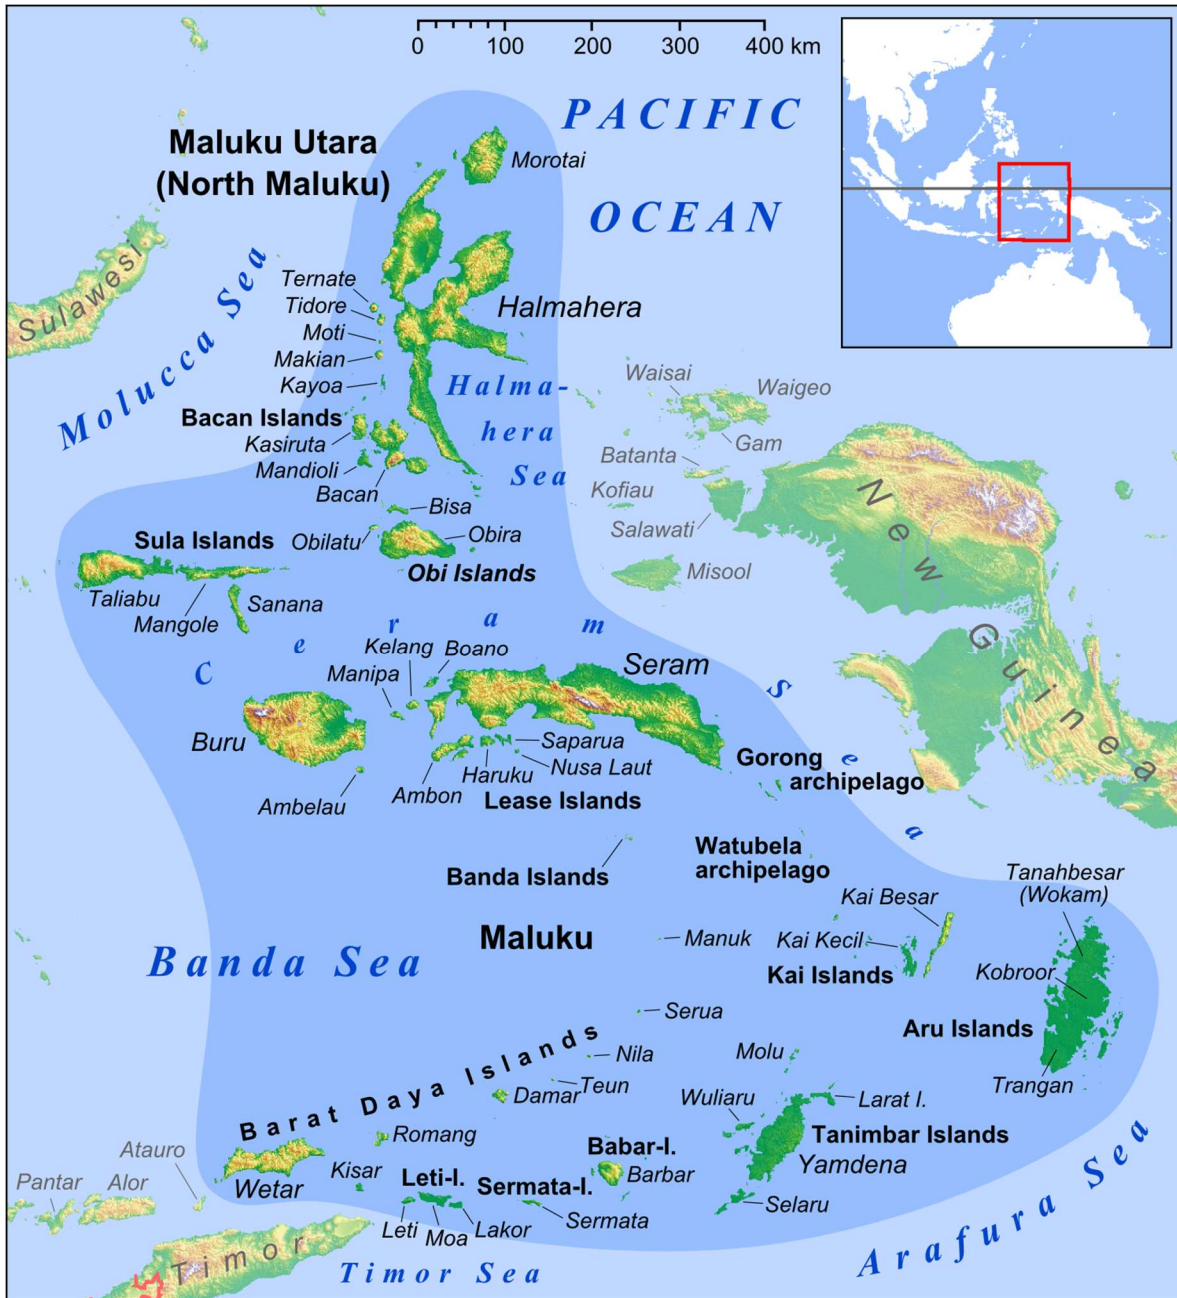 0 100 200 300 400 km
PACIFIC
OCEAN
Maluku Utara
(North Maluku)
Morotai
Sulawesi
Molucca Sea
Ternate
Tidore
Moti
Makian
Kayoa
Halmahera
Halma-
hera
Sea
Bacan Islands
Kasiruta
Mandioli
Bacan
Bisa
Obilatu
Obira
Obi Islands
Waisai
Waigeo
Gam
Batanta
Kofiau
Salawati
Misool
New Guinea
Sula Islands
Taliabu
Mangole
Sanana
Ceram Sea
Kelang
Boano
Manipa
Seram
Buru
Ambelau
Ambon
Haruku
Saparua
Nusa Laut
Lease Islands
Gorong
archipelago
Banda Islands
Watubela
archipelago
Maluku
Banda Sea
Manuk
Kai Besar
Kai Kecil
Kai Islands
Tanahbesar
(Wokam)
Kobroor
Aru Islands
Trangan
Serua
Nila
Teun
Damar
Barat Daya Islands
Romang
Wetar
Kisar
Molu
Wuliaru
Larat I.
Tanimbar Islands
Yamdena
Selaru
Babar-I.
Barbar
Leti-I.
Leti
Moa
Lakor
Sermata-I.
Sermata
Atauro
Pantar
Alor
Timor
Timor Sea
Arafura Sea